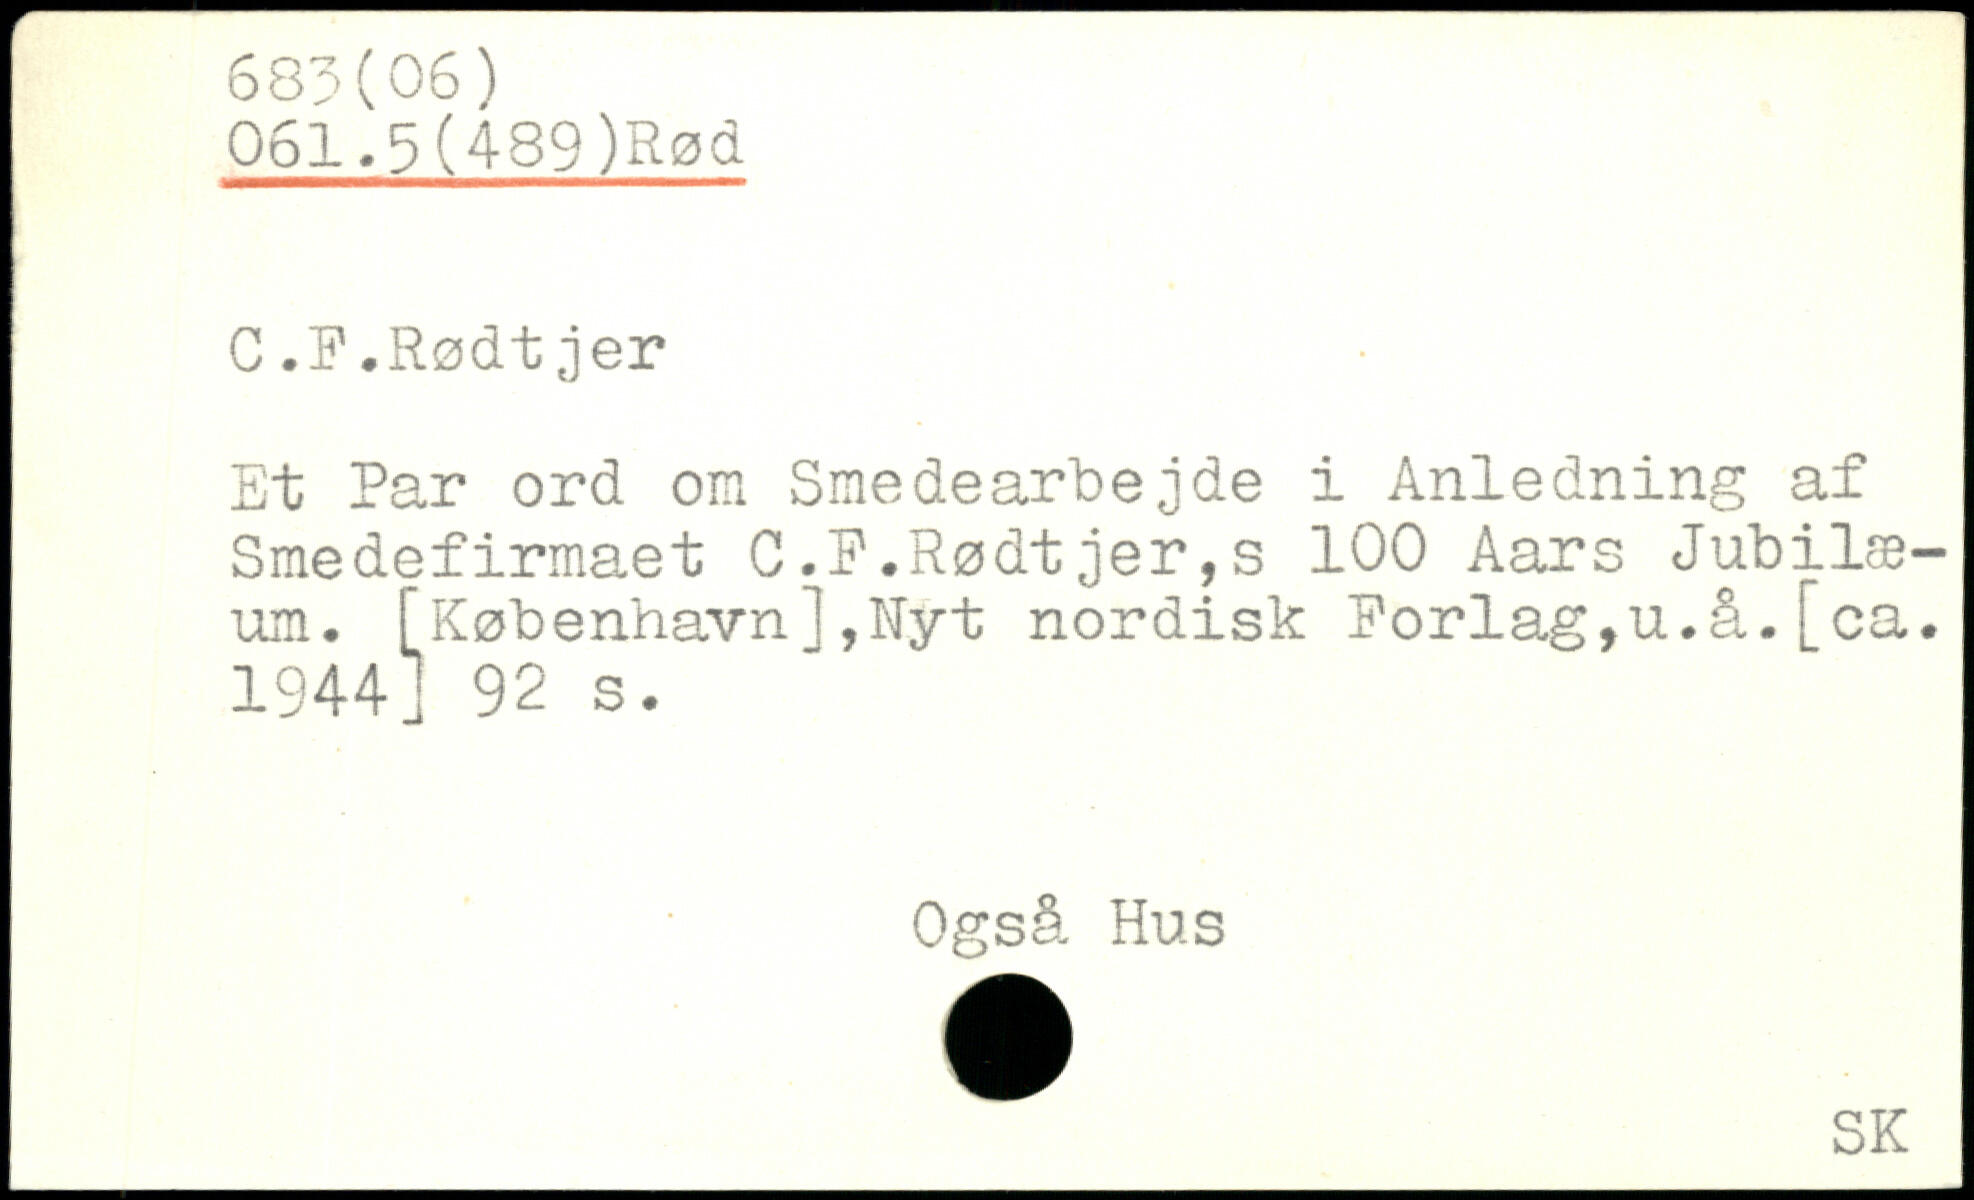 683(06)
061.5(489)Rød
C.F.Rødtjer
Et Par ord om Smedearbejde i Anledning af
Smedefirmaet C.F.Rødtjer,s 100 Aars Jubilæ-
um. [København],Nyt nordisk Forlag,u.å.[ca.
1944] 92 s.
Også Hus
SK